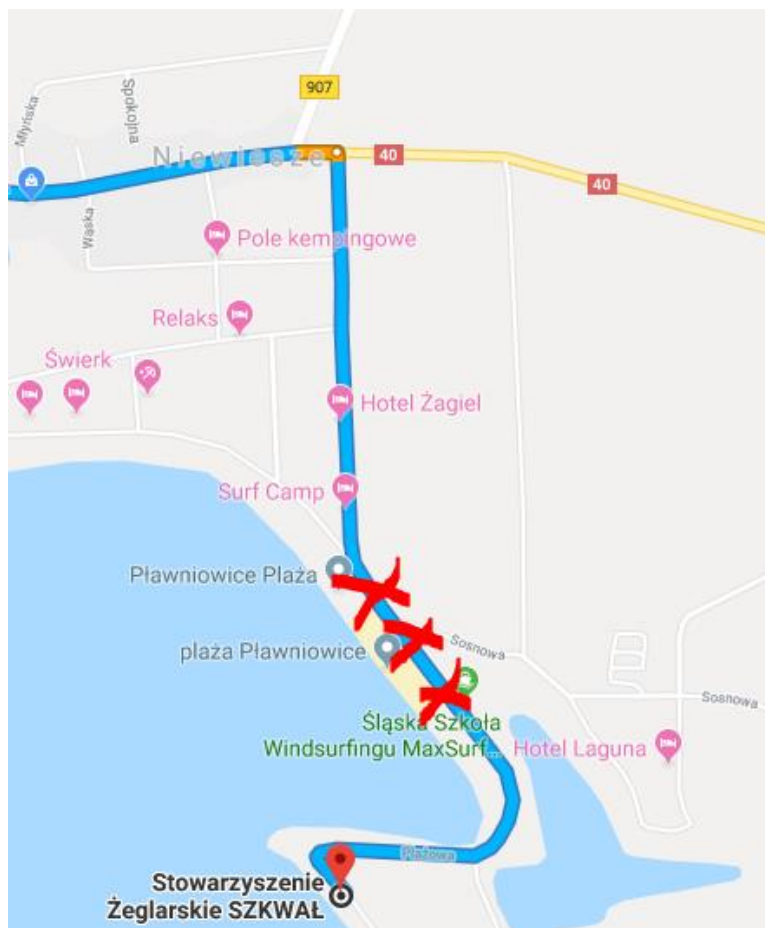 907
Młyńska
Spokojna
Niewiesze
40
40
Wąska
Pole kempingowe
Relaks
Świerk
Hotel Żagiel
Surf Camp
Pławniowice Plaża
plaża Pławniowice
Sosnowa
Sosnowa
Śląska Szkoła
Windsurfingu MaxSurf...
Hotel Laguna
Plażowa
Stowarzyszenie
Żeglarskie SZKWAŁ